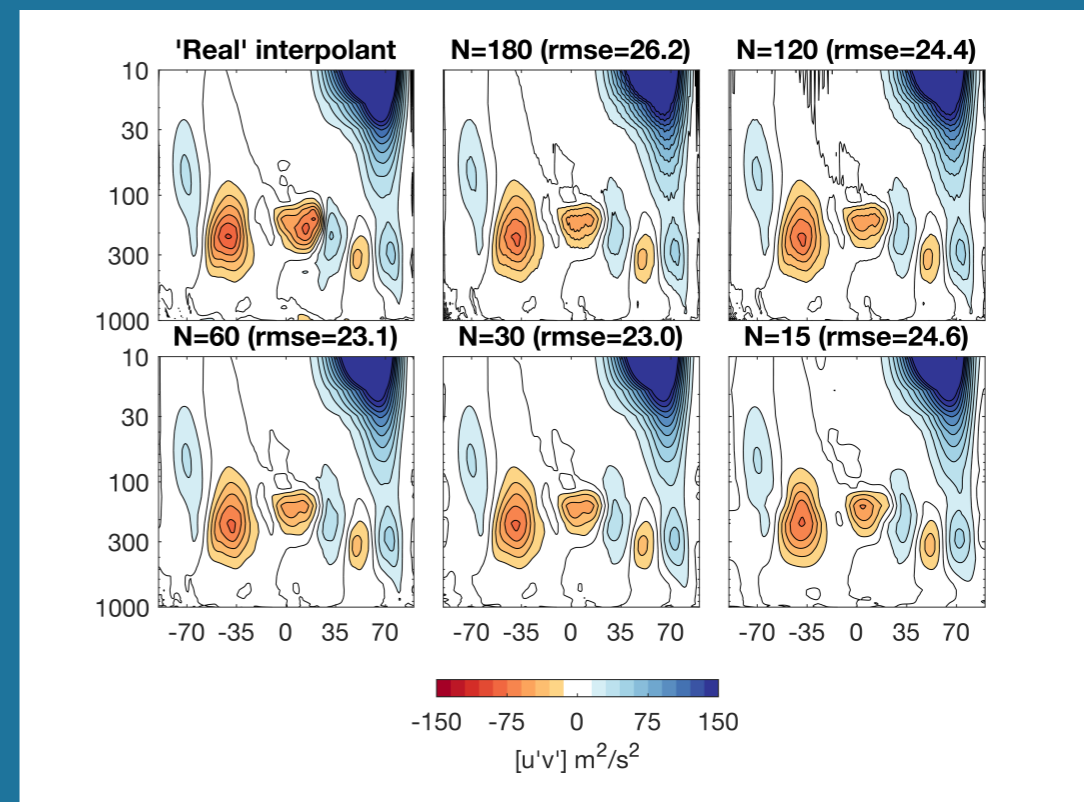 'Real' interpolant N=180 (rmse=26.2) N=120 (rmse=24.4)
10
30
100
300
1000
N=60 (rmse=23.1) N=30 (rmse=23.0) N=15 (rmse=24.6)
10
30
100
300
1000
-70 -35 0 35 70 -70 -35 0 35 70 -70 -35 0 35 70
-150 -75 0 75 150
[u'v'] m²/s²